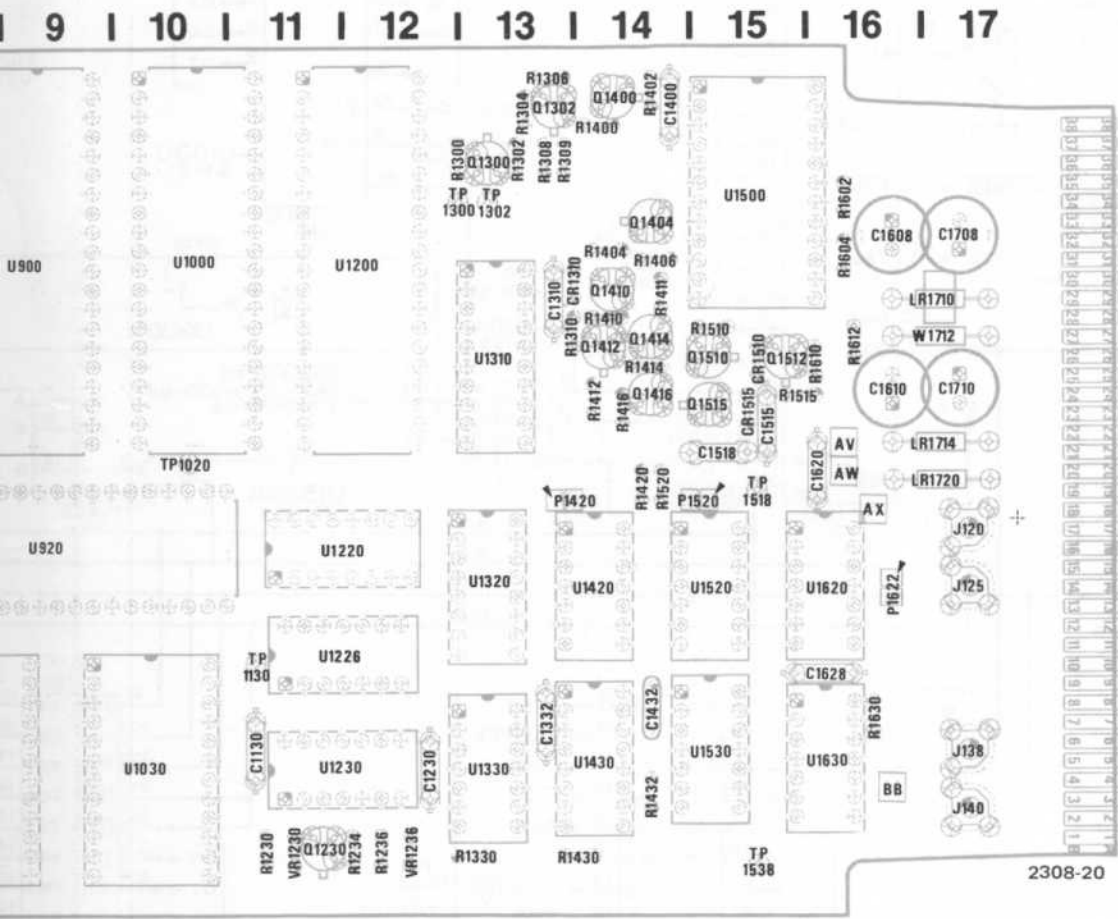 I 9 I 10 I 11 I 12 I 13 I 14 I 15 I 16 I 17
R1306
R1304
Q1302
Q1400
R1402
C1400
R1400
R1300
Q1300
R1302
R1308
R1309
TP
1300
TP
1302
U1500
R1602
Q1404
R1604
C1608
C1708
U900
U1000
U1200
R1404
R1406
C1310
CR1310
Q1410
R1411
LR1710
R1310
R1410
R1510
W1712
U1310
Q1412
Q1414
Q1510
CR1510
Q1512
R1610
R1612
R1414
R1412
R1416
Q1416
Q1515
CR1515
C1515
R1515
C1610
C1710
C1518
C1620
AV
LR1714
TP1020
AW
LR1720
P1420
R1420
R1520
P1520
TP
1518
AX
J120
U920
U1220
U1320
U1420
U1520
U1620
P1622
J125
TP
1130
U1226
C1628
C1130
U1030
U1230
C1230
U1330
C1332
U1430
C1432
U1530
U1630
R1630
J138
R1432
BB
J140
R1230
VR1230
Q1230
R1234
R1236
VR1236
R1330
R1430
TP
1538
2308-20